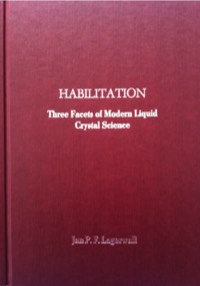 HABILITATION
Three Facets of Modern Liquid
Crystal Science
Jan P. F. Lagerwall